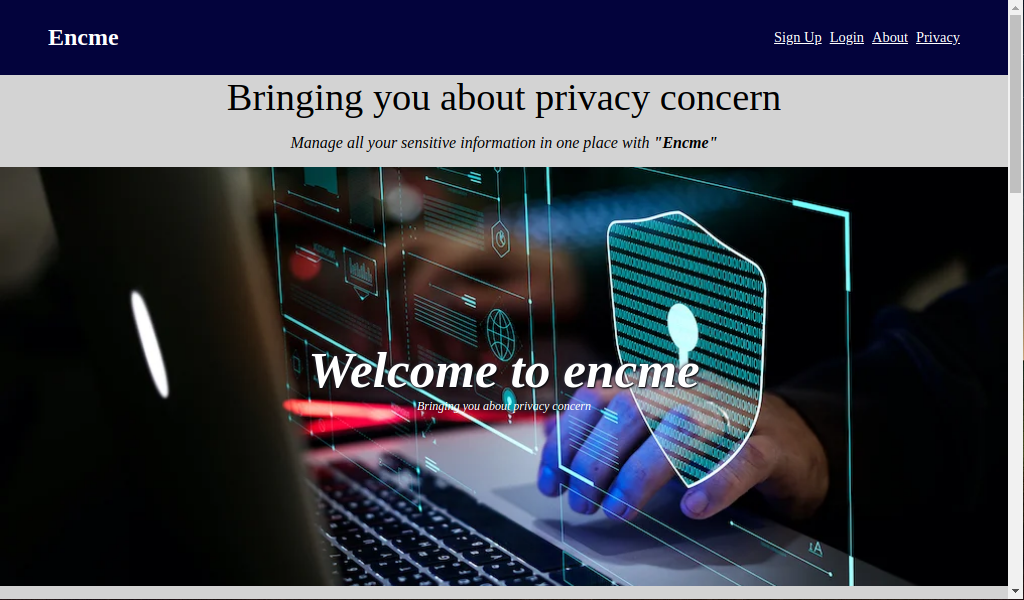 Encme
Sign Up Login About Privacy
Bringing you about privacy concern
Manage all your sensitive information in one place with "Encme"
Welcome to encme
Bringing you about privacy concern